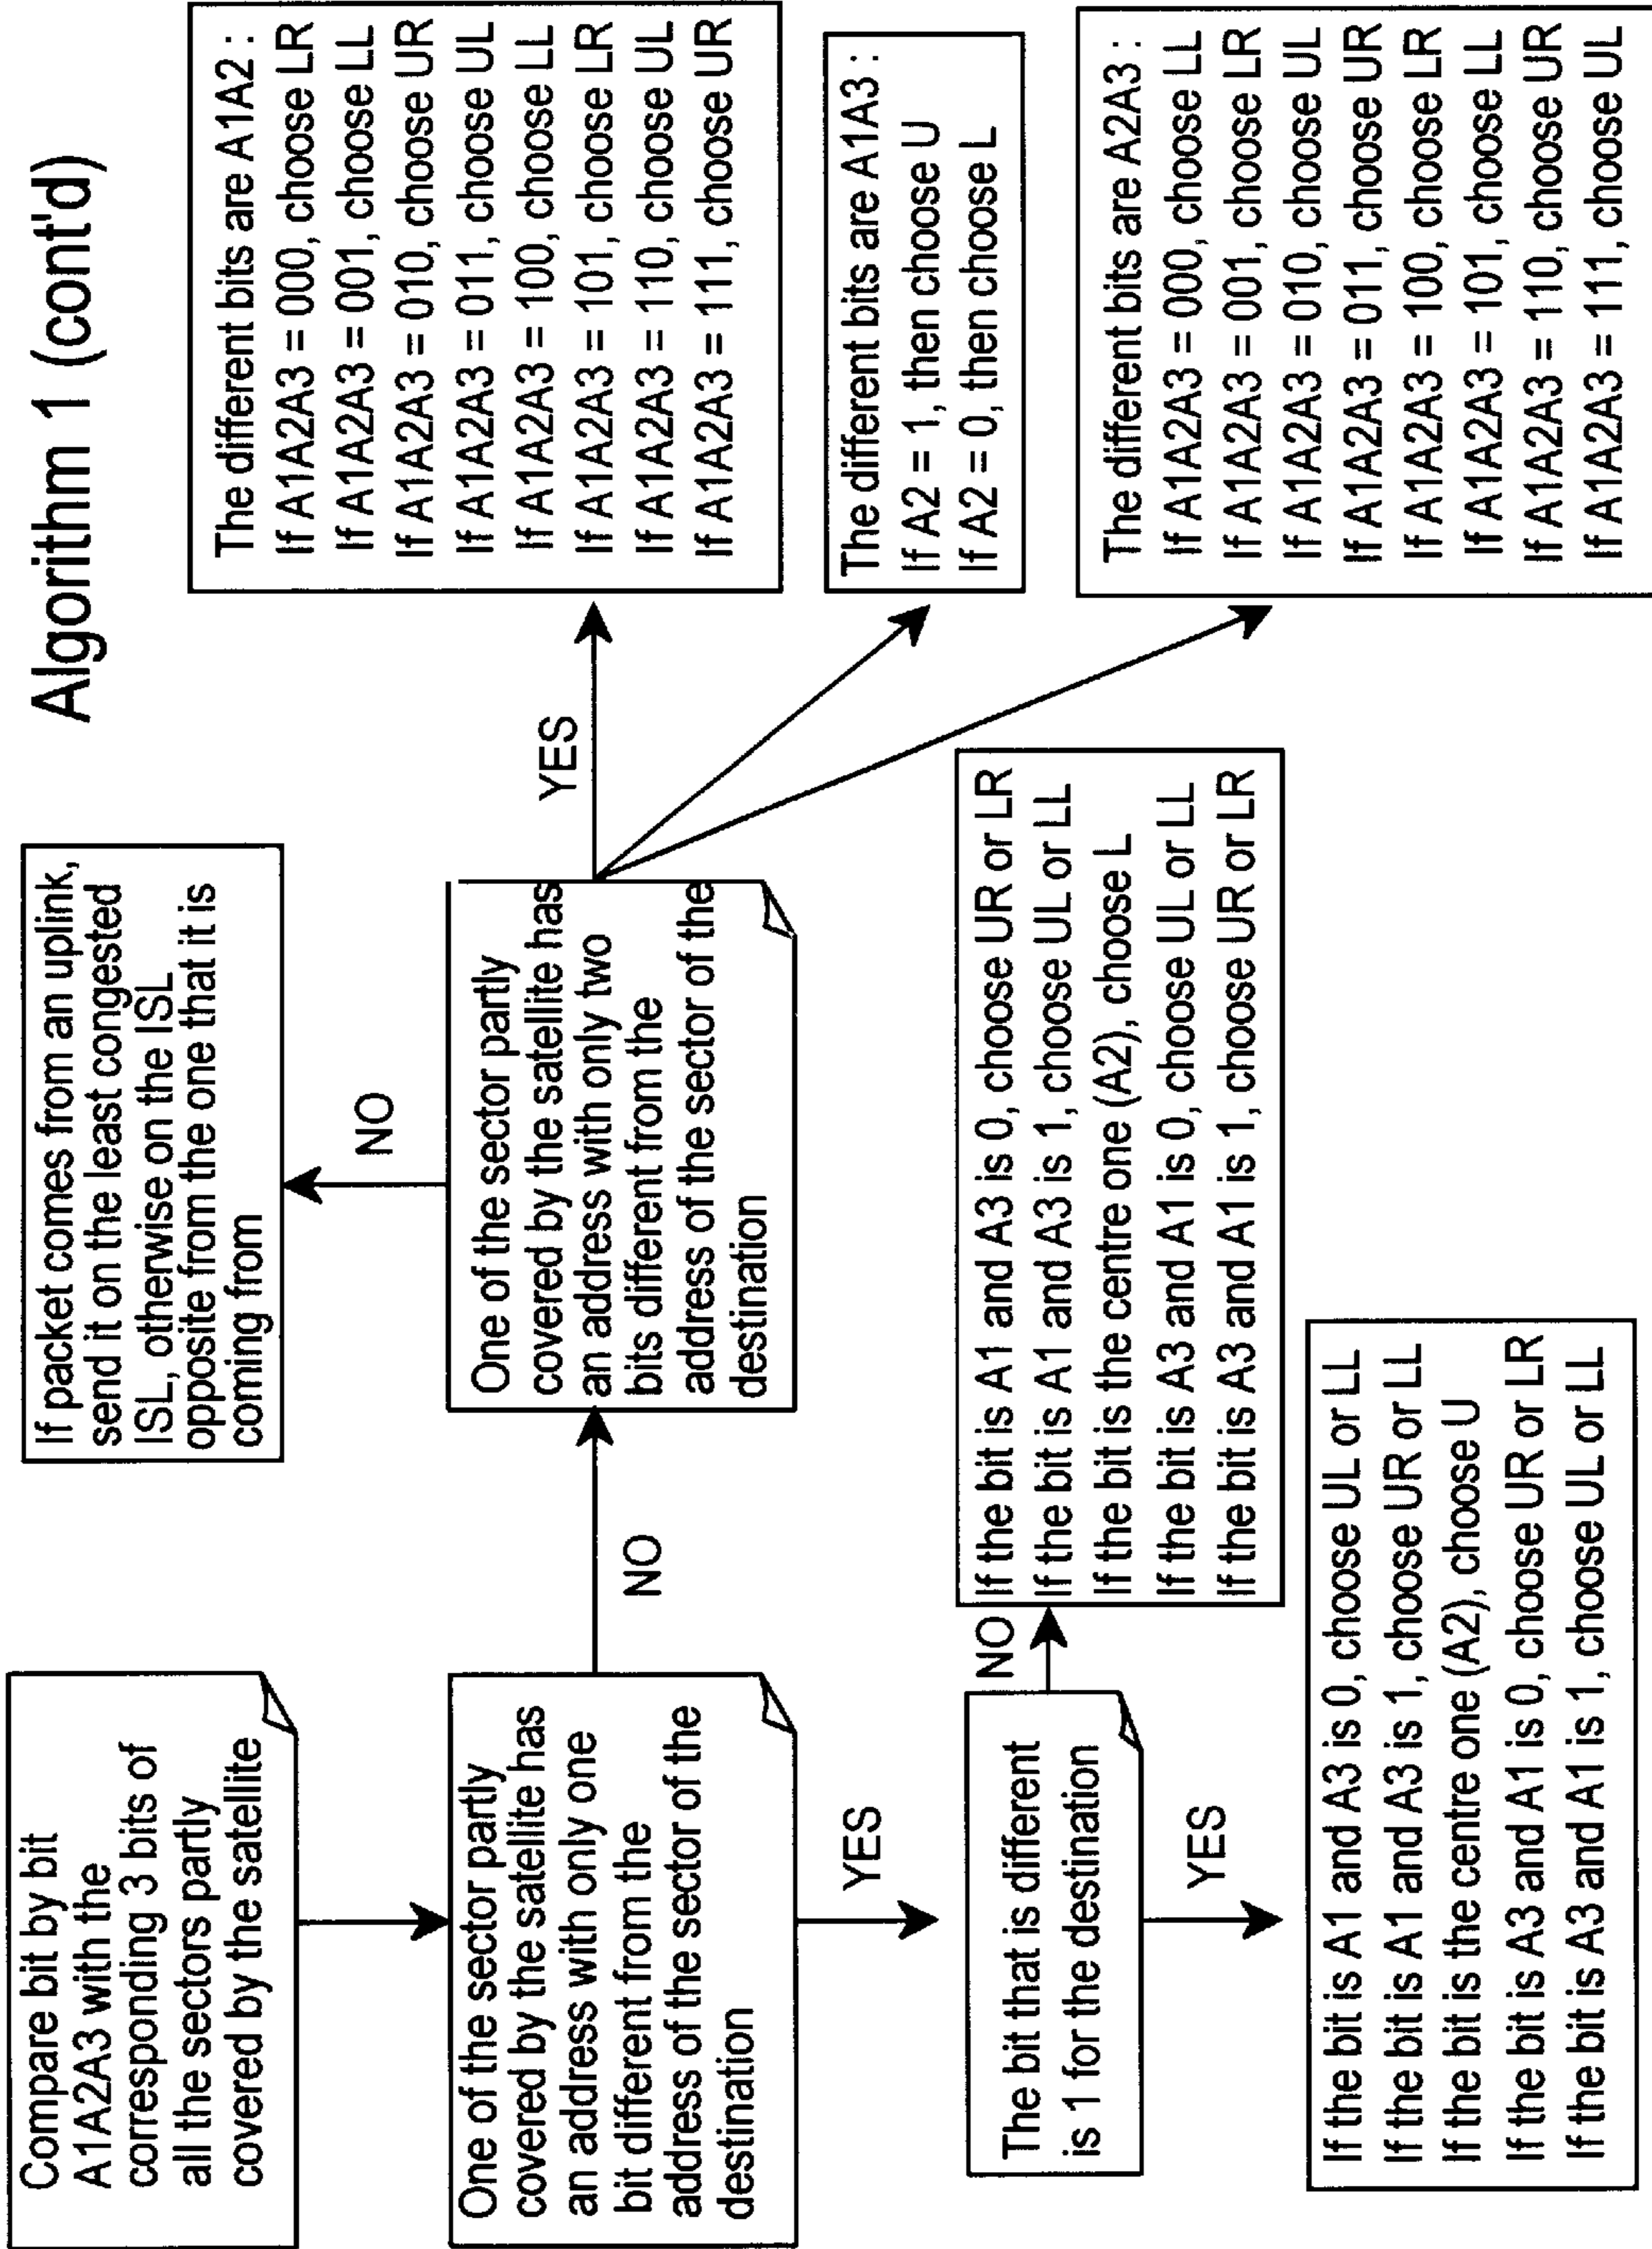 Algorithm 1 (cont'd)
Compare bit by bit
A1A2A3 with the
corresponding 3 bits of
all the sectors partly
covered by the satellite
One of the sector partly
covered by the satellite has
an address with only one
bit different from the
address of the sector of the
destination
NO
YES
The bit that is different
is 1 for the destination
NO
If the bit is A1 and A3 is 0, choose UR or LR
If the bit is A1 and A3 is 1, choose UL or LL
If the bit is the centre one (A2), choose L
If the bit is A3 and A1 is 0, choose UL or LL
If the bit is A3 and A1 is 1, choose UR or LR
YES
If the bit is A1 and A3 is 0, choose UL or LL
If the bit is A1 and A3 is 1, choose UR or LL
If the bit is the centre one (A2), choose U
If the bit is A3 and A1 is 0, choose UR or LR
If the bit is A3 and A1 is 1, choose UL or LL
One of the sector partly
covered by the satellite has
an address with only two
bits different from the
address of the sector of the
destination
NO
If packet comes from an uplink,
send it on the least congested
ISL, otherwise on the ISL
opposite from the one that it is
coming from
YES
The different bits are A1A2 :
If A1A2A3 = 000, choose LR
If A1A2A3 = 001, choose LL
If A1A2A3 = 010, choose UR
If A1A2A3 = 011, choose UL
If A1A2A3 = 100, choose LL
If A1A2A3 = 101, choose LR
If A1A2A3 = 110, choose UL
If A1A2A3 = 111, choose UR
The different bits are A1A3 :
If A2 = 1, then choose U
If A2 = 0, then choose L
The different bits are A2A3 :
If A1A2A3 = 000, choose LL
If A1A2A3 = 001, choose LR
If A1A2A3 = 010, choose UL
If A1A2A3 = 011, choose UR
If A1A2A3 = 100, choose LR
If A1A2A3 = 101, choose LL
If A1A2A3 = 110, choose UR
If A1A2A3 = 111, choose UL